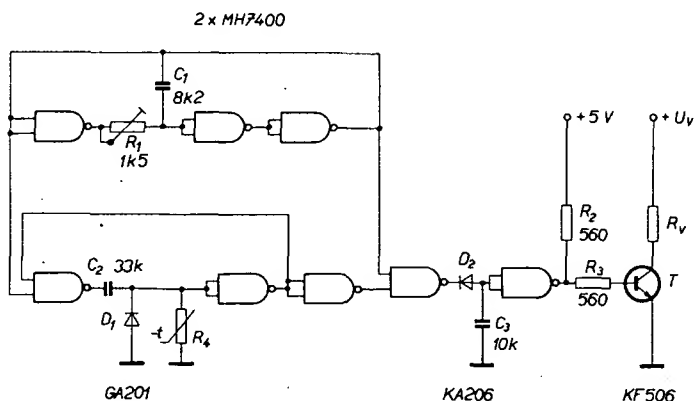 2 x MH7400
C1
8k2
R1
1k5
+5 V
+Uv
R2
560
Rv
C2 33k
D2
R3
560
T
D1
-t
R4
C3
10k
GA201
KA206
KF506